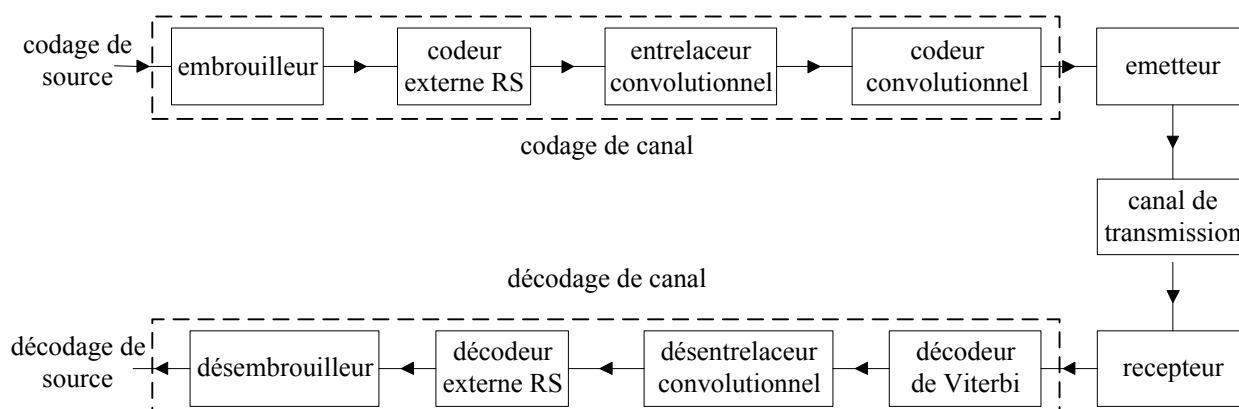 codage de
source
embrouilleur
codeur
externe RS
entrelaceur
convolutionnel
codeur
convolutionnel
emetteur
codage de canal
canal de
transmission
décodage de canal
décodage de
source
désembrouilleur
décodeur
externe RS
désentrelaceur
convolutionnel
décodeur
de Viterbi
recepteur